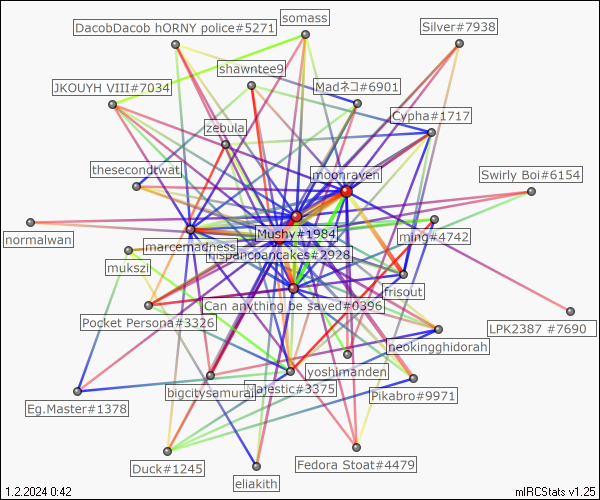 somass
DacobDacob hORNY police#5271
Silver#7938
shawntee9
JKOUYH VIII#7034
Madネコ#6901
Cypha#1717
zebula
thesecondtwat
moonraven
Swirly Boi#6154
normalwan
Mushy#1984
ming#4742
marcemadness
hispancpancakes#2928
mukszi
frisout
Can anything be saved#0396
Pocket Persona#3326
LPK2387 #7690
neokingghidorah
yoshimanden
bigcitysamurai
Majestic#3375
Pikabro#9971
Eg.Master#1378
Duck#1245
Fedora Stoat#4479
eliakith
1.2.2024 0:42
mIRCStats v1.25